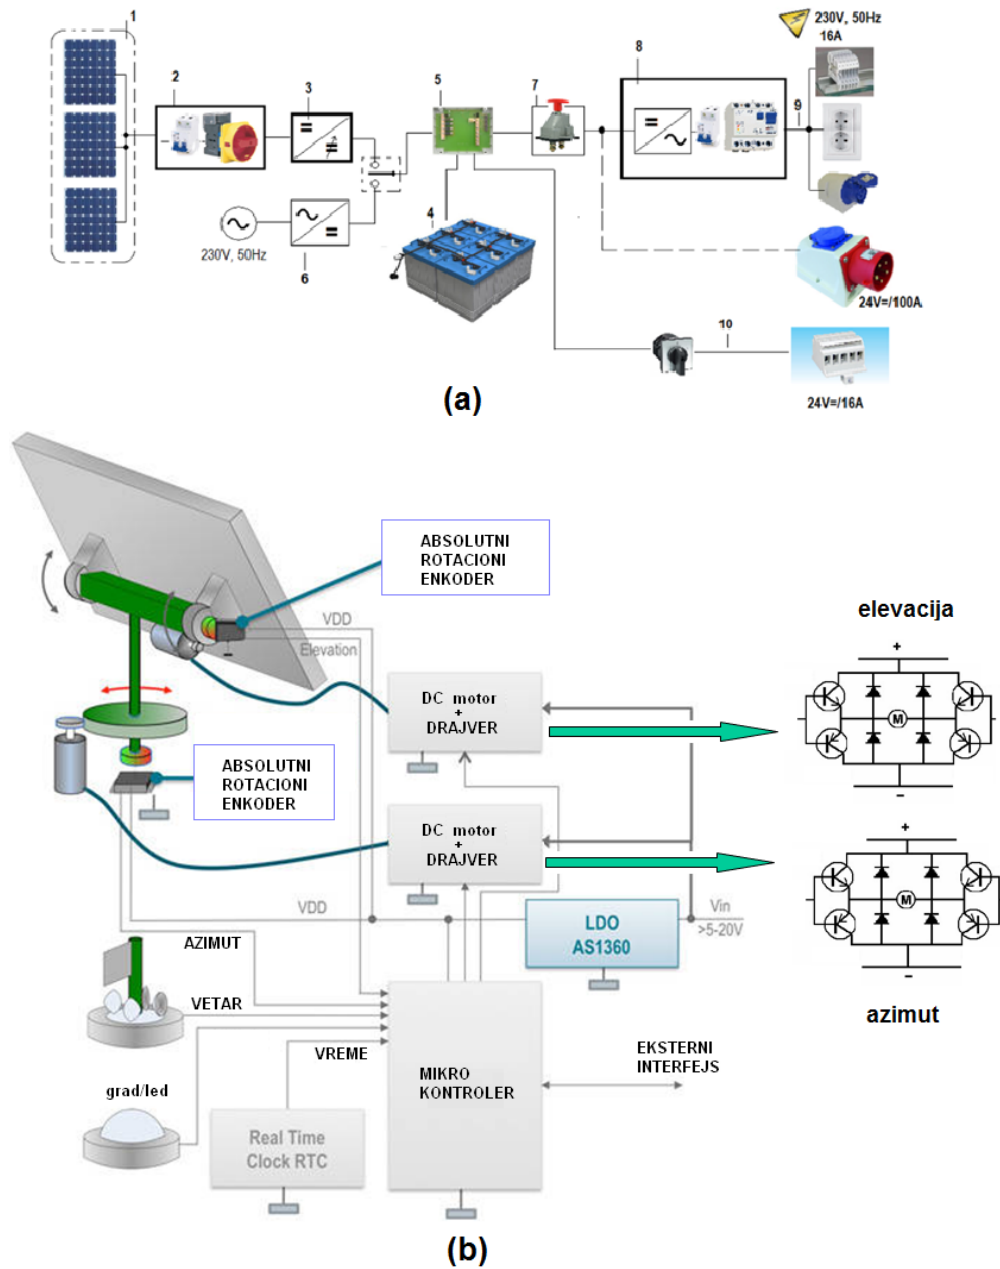 1
2
3
5
7
8
230V, 50Hz
16A
9
4
230V, 50Hz
6
24V=/100A
10
24V=/16A
(a)
ABSOLUTNI
ROTACIONI
ENKODER
VDD
Elevation
elevacija
+
M
–
DC motor
+
DRAJVER
ABSOLUTNI
ROTACIONI
ENKODER
DC motor
+
DRAJVER
+
M
–
azimut
VDD
LDO
AS1360
Vin
>5-20V
AZIMUT
VETAR
VREME
grad/led
MIKRO
KONTROLER
EKSTERNI
INTERFEJS
Real Time
Clock RTC
(b)